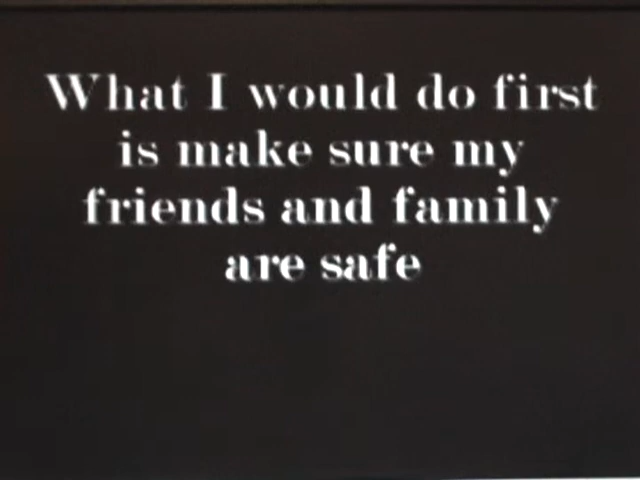 What I would do first
is make sure my
friends and family
are safe